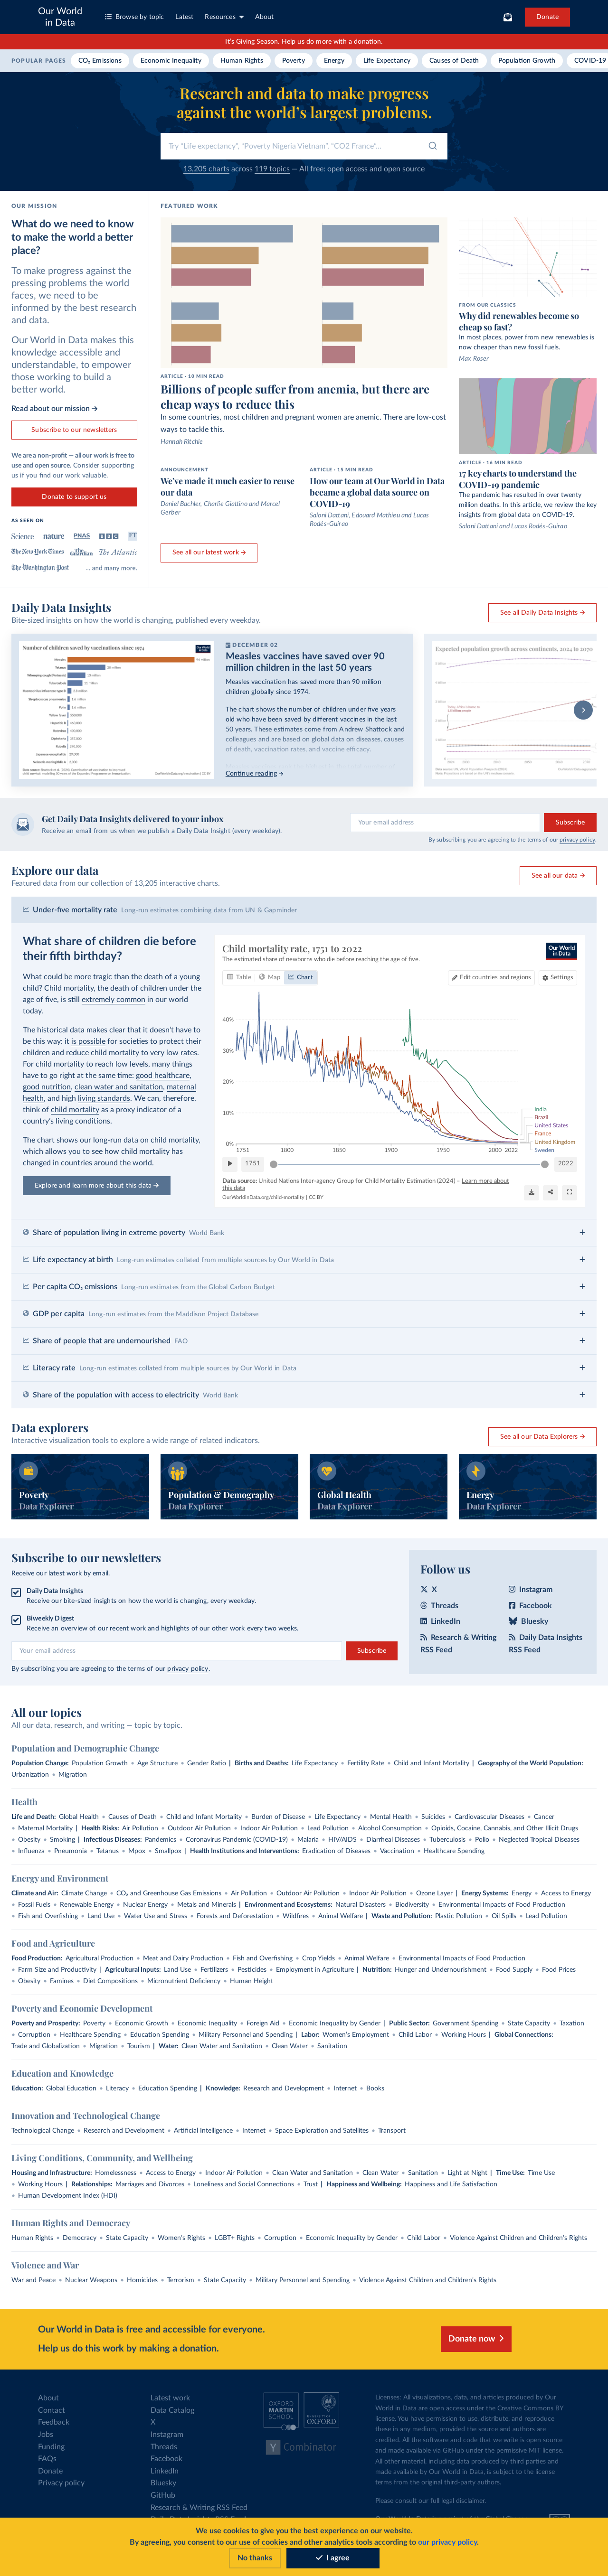 Our World
in Data
Browse by topic
Latest
Resources
About
Donate
It's Giving Season. Help us do more with a donation.
POPULAR PAGES
CO₂ Emissions
Economic Inequality
Human Rights
Poverty
Energy
Life Expectancy
Causes of Death
Population Growth
COVID-19
Research and data to make progress
against the world's largest problems.
Try "Life expectancy", "Poverty Nigeria Vietnam", "CO2 France"...
13,205 charts across 119 topics — All free: open access and open source
OUR MISSION
What do we need to know
to make the world a better
place?
To make progress against the
pressing problems the world
faces, we need to be
informed by the best research
and data.
Our World in Data makes this
knowledge accessible and
understandable, to empower
those working to build a
better world.
Read about our mission →
Subscribe to our newsletters
We are a non-profit — all our work is free to
use and open source. Consider supporting
us if you find our work valuable.
Donate to support us
AS SEEN ON
Science
nature
PNAS
BBC
FT
The New York Times
The Guardian
The Atlantic
The Washington Post
... and many more.
FEATURED WORK
ARTICLE · 10 MIN READ
Billions of people suffer from anemia, but there are
cheap ways to reduce this
In some countries, most children and pregnant women are anemic. There are low-cost
ways to tackle this.
Hannah Ritchie
ANNOUNCEMENT
We've made it much easier to reuse
our data
Daniel Bachler, Charlie Giattino and Marcel
Gerber
ARTICLE · 15 MIN READ
How our team at Our World in Data
became a global data source on
COVID-19
Saloni Dattani, Edouard Mathieu and Lucas
Rodés-Guirao
See all our latest work →
FROM OUR CLASSICS
Why did renewables become so
cheap so fast?
In most places, power from new renewables is
now cheaper than new fossil fuels.
Max Roser
ARTICLE · 16 MIN READ
17 key charts to understand the
COVID-19 pandemic
The pandemic has resulted in over twenty
million deaths. In this article, we review the key
insights from global data on COVID-19.
Saloni Dattani and Lucas Rodés-Guirao
Daily Data Insights
Bite-sized insights on how the world is changing, published every weekday.
See all Daily Data Insights →
Number of children saved by vaccinations since 1974
DECEMBER 02
Measles vaccines have saved over 90
million children in the last 50 years
Measles vaccination has saved more than 90 million
children globally since 1974.
The chart shows the number of children under five years
old who have been saved by different vaccines in the last
50 years. These estimates come from Andrew Shattock and
colleagues and are based on global data on diseases, causes
of death, vaccination rates, and vaccine efficacy.
Continue reading →
Expected population growth across continents, 2024 to 2070
Get Daily Data Insights delivered to your inbox
Receive an email from us when we publish a Daily Data Insight (every weekday).
Your email address
Subscribe
By subscribing you are agreeing to the terms of our privacy policy.
Explore our data
Featured data from our collection of 13,205 interactive charts.
See all our data →
Under-five mortality rate Long-run estimates combining data from UN & Gapminder
What share of children die before
their fifth birthday?
What could be more tragic than the death of a young
child? Child mortality, the death of children under the
age of five, is still extremely common in our world
today.
The historical data makes clear that it doesn't have to
be this way: it is possible for societies to protect their
children and reduce child mortality to very low rates.
For child mortality to reach low levels, many things
have to go right at the same time: good healthcare,
good nutrition, clean water and sanitation, maternal
health, and high living standards. We can, therefore,
think of child mortality as a proxy indicator of a
country's living conditions.
The chart shows our long-run data on child mortality,
which allows you to see how child mortality has
changed in countries around the world.
Explore and learn more about this data →
Child mortality rate, 1751 to 2022
The estimated share of newborns who die before reaching the age of five.
Our World
in Data
Table
Map
Chart
Edit countries and regions
Settings
40%
30%
20%
10%
0%
1751
1800
1850
1900
1950
2000
2022
India
Brazil
United States
France
United Kingdom
Sweden
1751
2022
Data source: United Nations Inter-agency Group for Child Mortality Estimation (2024) – Learn more about
this data
OurWorldinData.org/child-mortality | CC BY
Share of population living in extreme poverty World Bank
Life expectancy at birth Long-run estimates collated from multiple sources by Our World in Data
Per capita CO₂ emissions Long-run estimates from the Global Carbon Budget
GDP per capita Long-run estimates from the Maddison Project Database
Share of people that are undernourished FAO
Literacy rate Long-run estimates collated from multiple sources by Our World in Data
Share of the population with access to electricity World Bank
Data explorers
Interactive visualization tools to explore a wide range of related indicators.
See all our Data Explorers →
Poverty
Data Explorer
Population & Demography
Data Explorer
Global Health
Data Explorer
Energy
Data Explorer
Subscribe to our newsletters
Receive our latest work by email.
Daily Data Insights
Receive our bite-sized insights on how the world is changing, every weekday.
Biweekly Digest
Receive an overview of our recent work and highlights of our other work every two weeks.
Your email address
Subscribe
By subscribing you are agreeing to the terms of our privacy policy.
Follow us
X
Instagram
Threads
Facebook
LinkedIn
Bluesky
Research & Writing
RSS Feed
Daily Data Insights
RSS Feed
All our topics
All our data, research, and writing — topic by topic.
Population and Demographic Change
Population Change: Population Growth • Age Structure • Gender Ratio | Births and Deaths: Life Expectancy • Fertility Rate • Child and Infant Mortality | Geography of the World Population:
Urbanization • Migration
Health
Life and Death: Global Health • Causes of Death • Child and Infant Mortality • Burden of Disease • Life Expectancy • Mental Health • Suicides • Cardiovascular Diseases • Cancer
• Maternal Mortality | Health Risks: Air Pollution • Outdoor Air Pollution • Indoor Air Pollution • Lead Pollution • Alcohol Consumption • Opioids, Cocaine, Cannabis, and Other Illicit Drugs
• Obesity • Smoking | Infectious Diseases: Pandemics • Coronavirus Pandemic (COVID-19) • Malaria • HIV/AIDS • Diarrheal Diseases • Tuberculosis • Polio • Neglected Tropical Diseases
• Influenza • Pneumonia • Tetanus • Mpox • Smallpox | Health Institutions and Interventions: Eradication of Diseases • Vaccination • Healthcare Spending
Energy and Environment
Climate and Air: Climate Change • CO₂ and Greenhouse Gas Emissions • Air Pollution • Outdoor Air Pollution • Indoor Air Pollution • Ozone Layer | Energy Systems: Energy • Access to Energy
• Fossil Fuels • Renewable Energy • Nuclear Energy • Metals and Minerals | Environment and Ecosystems: Natural Disasters • Biodiversity • Environmental Impacts of Food Production
• Fish and Overfishing • Land Use • Water Use and Stress • Forests and Deforestation • Wildfires • Animal Welfare | Waste and Pollution: Plastic Pollution • Oil Spills • Lead Pollution
Food and Agriculture
Food Production: Agricultural Production • Meat and Dairy Production • Fish and Overfishing • Crop Yields • Animal Welfare • Environmental Impacts of Food Production
• Farm Size and Productivity | Agricultural Inputs: Land Use • Fertilizers • Pesticides • Employment in Agriculture | Nutrition: Hunger and Undernourishment • Food Supply • Food Prices
• Obesity • Famines • Diet Compositions • Micronutrient Deficiency • Human Height
Poverty and Economic Development
Poverty and Prosperity: Poverty • Economic Growth • Economic Inequality • Foreign Aid • Economic Inequality by Gender | Public Sector: Government Spending • State Capacity • Taxation
• Corruption • Healthcare Spending • Education Spending • Military Personnel and Spending | Labor: Women's Employment • Child Labor • Working Hours | Global Connections:
Trade and Globalization • Migration • Tourism | Water: Clean Water and Sanitation • Clean Water • Sanitation
Education and Knowledge
Education: Global Education • Literacy • Education Spending | Knowledge: Research and Development • Internet • Books
Innovation and Technological Change
Technological Change • Research and Development • Artificial Intelligence • Internet • Space Exploration and Satellites • Transport
Living Conditions, Community, and Wellbeing
Housing and Infrastructure: Homelessness • Access to Energy • Indoor Air Pollution • Clean Water and Sanitation • Clean Water • Sanitation • Light at Night | Time Use: Time Use
• Working Hours | Relationships: Marriages and Divorces • Loneliness and Social Connections • Trust | Happiness and Wellbeing: Happiness and Life Satisfaction
• Human Development Index (HDI)
Human Rights and Democracy
Human Rights • Democracy • State Capacity • Women's Rights • LGBT+ Rights • Corruption • Economic Inequality by Gender • Child Labor • Violence Against Children and Children's Rights
Violence and War
War and Peace • Nuclear Weapons • Homicides • Terrorism • State Capacity • Military Personnel and Spending • Violence Against Children and Children's Rights
Our World in Data is free and accessible for everyone.
Help us do this work by making a donation.
Donate now
About
Contact
Feedback
Jobs
Funding
FAQs
Donate
Privacy policy
Latest work
Data Catalog
X
Instagram
Threads
Facebook
LinkedIn
Bluesky
GitHub
Research & Writing RSS Feed
OXFORD
MARTIN
SCHOOL
UNIVERSITY OF
OXFORD
Y Combinator
Licenses: All visualizations, data, and articles produced by Our
World in Data are open access under the Creative Commons BY
license. You have permission to use, distribute, and reproduce
these in any medium, provided the source and authors are
credited. All the software and code that we write is open source
and made available via GitHub under the permissive MIT license.
All other material, including data produced by third parties and
made available by Our World in Data, is subject to the license
terms from the original third-party authors.
Please consult our full legal disclaimer.
We use cookies to give you the best experience on our website.
By agreeing, you consent to our use of cookies and other analytics tools according to our privacy policy.
No thanks
I agree